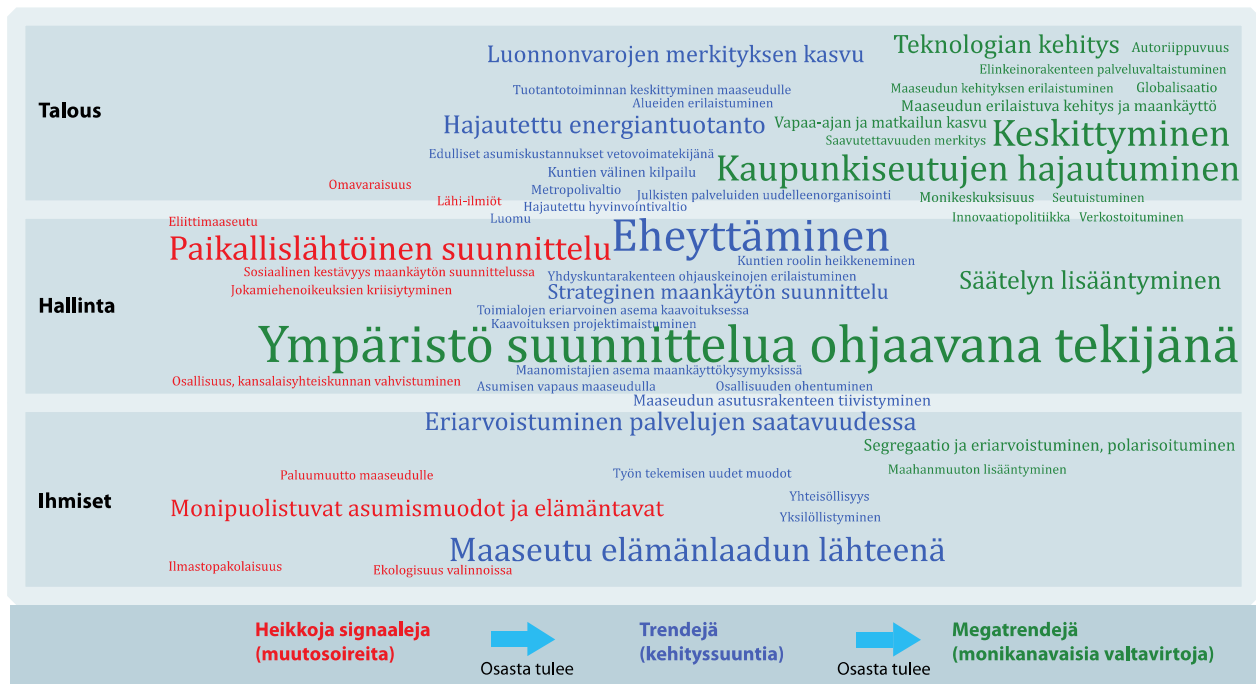 Luonnonvarojen merkityksen kasvu
Teknologian kehitys
Autoriippuvuus
Elinkeinorakenteen palveluvaltaistuminen
Tuotantotoiminnan keskittyminen maaseudulle
Maaseudun kehityksen erilaistuminen
Globalisaatio
Talous
Alueiden erilaistuminen
Maaseudun erilaistuva kehitys ja maankäyttö
Hajautettu energiantuotanto
Vapaa-ajan ja matkailun kasvu
Keskittyminen
Saavutettavuuden merkitys
Edulliset asumiskustannukset vetovoimatekijänä
Kaupunkiseutujen hajautuminen
Kuntien välinen kilpailu
Omavaraisuus
Metropolivaltio
Julkisten palveluiden uudelleenorganisointi
Monikeskuksisuus
Seutuistuminen
Lähi-ilmiöt
Hajautettu hyvinvointivaltio
Eliittimaaseutu
Luomu
Innovaatiopolitiikka
Verkostoituminen
Paikallislähtöinen suunnittelu
Eheyttäminen
Kuntien roolin heikkeneminen
Sosiaalinen kestävyys maankäytön suunnittelussa
Yhdyskuntarakenteen ohjauskeinojen erilaistuminen
Säätelyn lisääntyminen
Jokamiehenoikeuksien kriisiytyminen
Strateginen maankäytön suunnittelu
Hallinta
Toimialojen eriarvoinen asema kaavoituksessa
Kaavoituksen projektimaistuminen
Ympäristö suunnittelua ohjaavana tekijänä
Maanomistajien asema maankäyttökysymyksissä
Osallisuus, kansalaisyhteiskunnan vahvistuminen
Asumisen vapaus maaseudulla
Osallisuuden ohentuminen
Maaseudun asutusrakenteen tiivistyminen
Eriarvoistuminen palvelujen saatavuudessa
Segregaatio ja eriarvoistuminen, polarisoituminen
Paluumuutto maaseudulle
Työn tekemisen uudet muodot
Maahanmuuton lisääntyminen
Ihmiset
Monipuolistuvat asumismuodot ja elämäntavat
Yhteisöllisyys
Yksilöllistyminen
Maaseutu elämänlaadun lähteenä
Ilmastopakolaisuus
Ekologisuus valinnoissa
Heikkoja signaaleja
(muutosoireita)
Osasta tulee
Trendejä
(kehityssuuntia)
Osasta tulee
Megatrendejä
(monikanavaisia valtavirtoja)